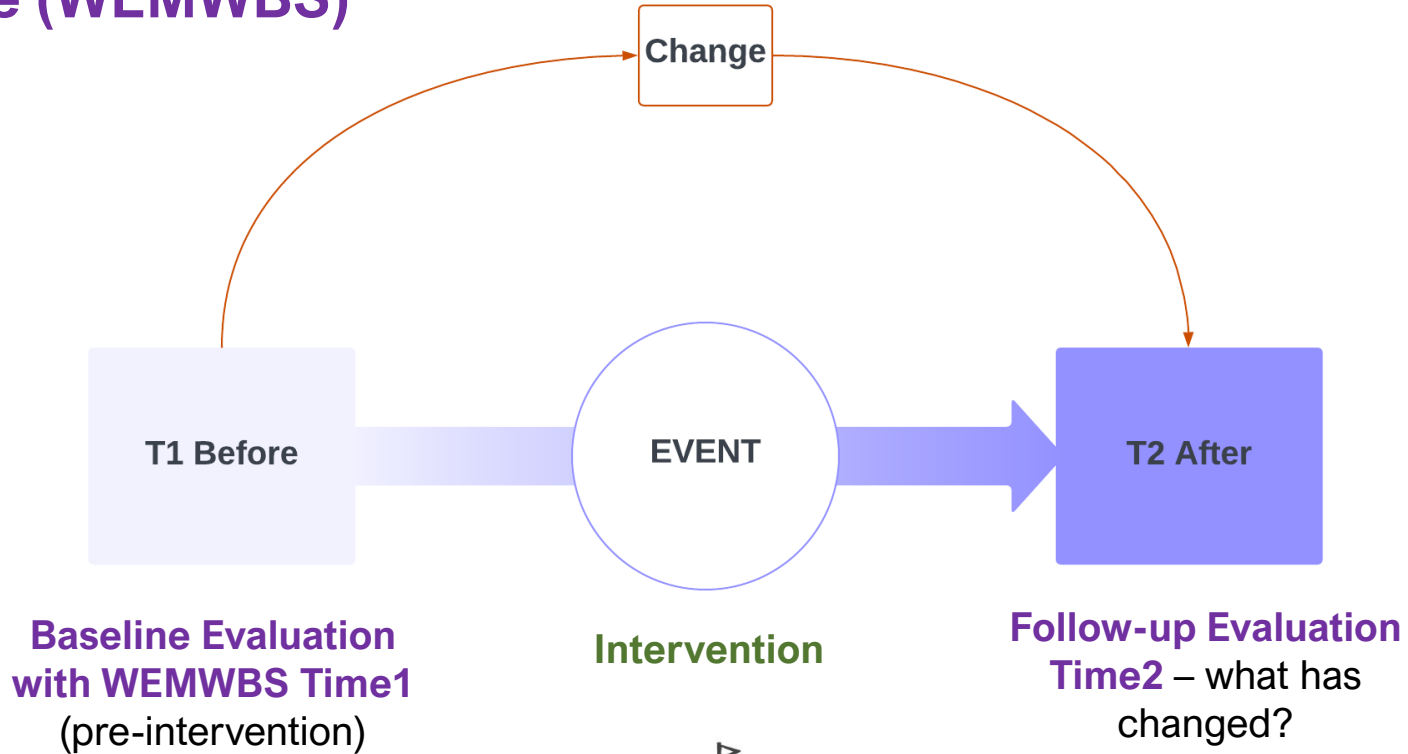 e (WEMWBS)
Change
T1 Before
EVENT
T2 After
Baseline Evaluation
with WEMWBS Time1
(pre-intervention)
Intervention
Follow-up Evaluation
Time2 – what has
changed?